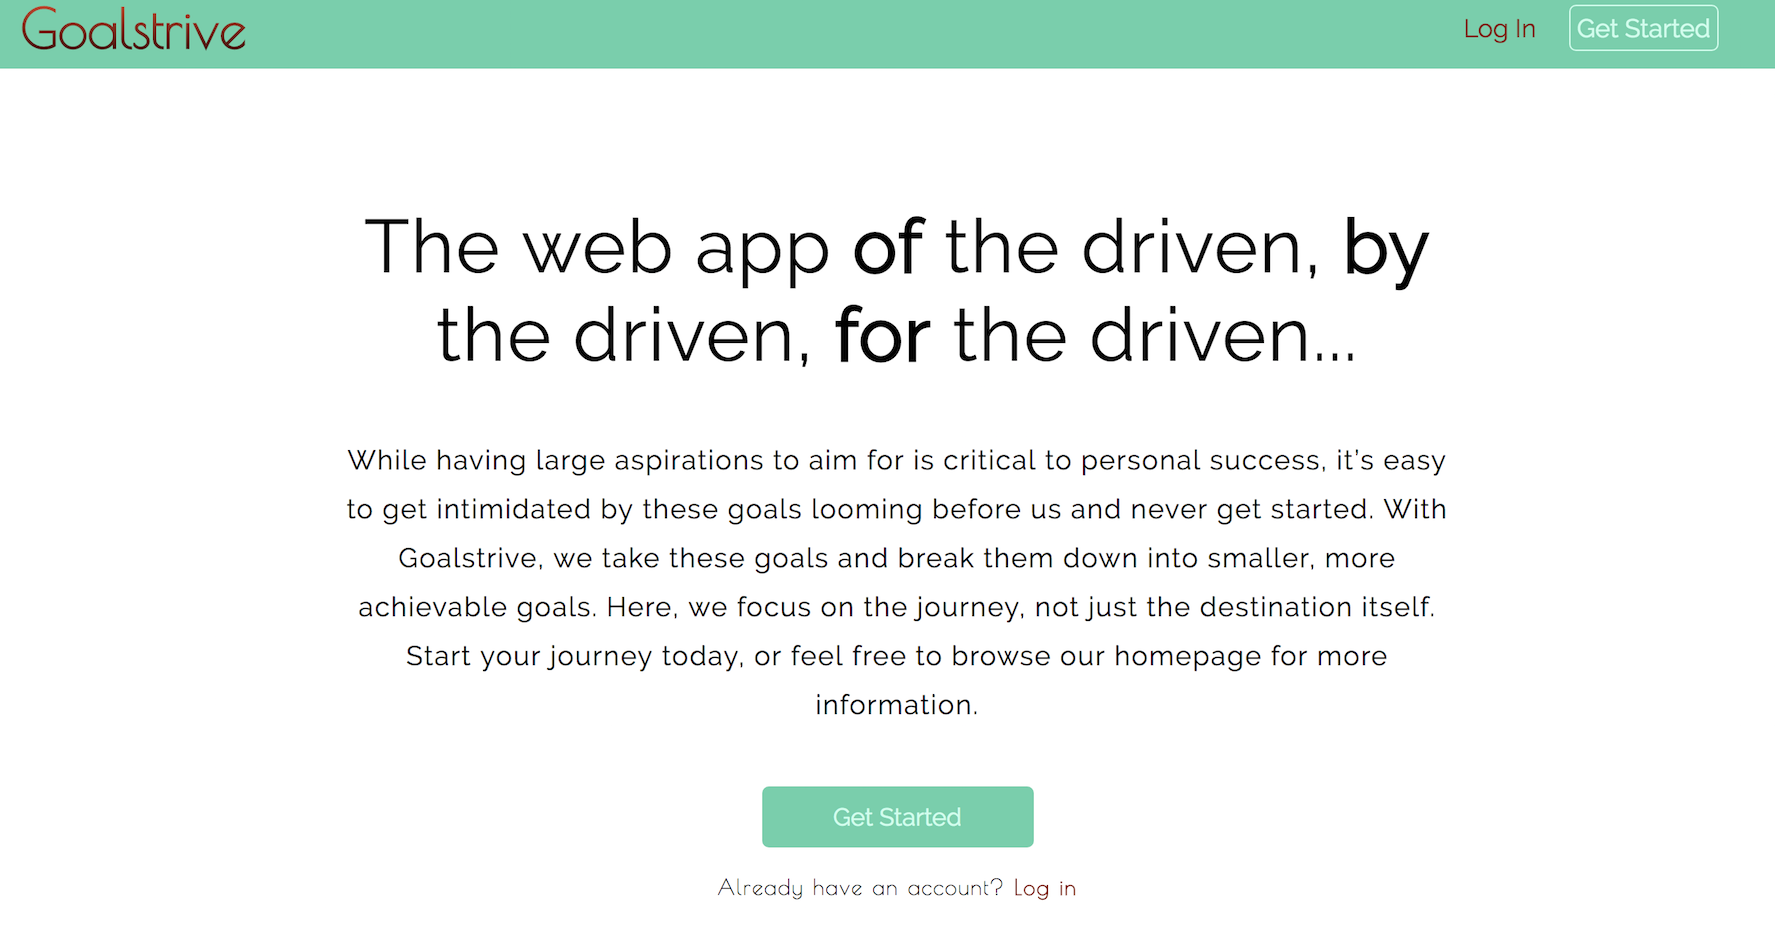 Goalstrive
Log In
Get Started
The web app of the driven, by
the driven, for the driven...
While having large aspirations to aim for is critical to personal success, it’s easy
to get intimidated by these goals looming before us and never get started. With
Goalstrive, we take these goals and break them down into smaller, more
achievable goals. Here, we focus on the journey, not just the destination itself.
Start your journey today, or feel free to browse our homepage for more
information.
Get Started
Already have an account? Log in